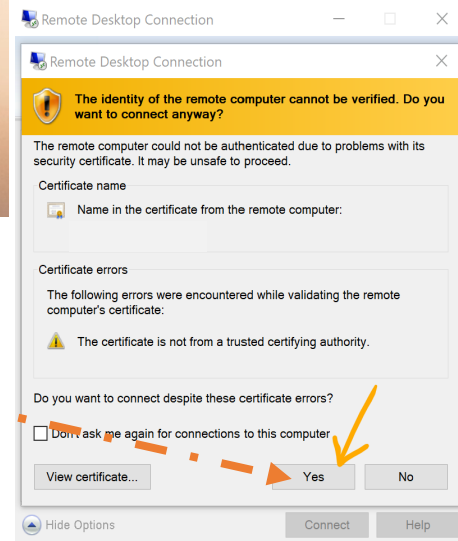 Remote Desktop Connection
Remote Desktop Connection
The identity of the remote computer cannot be verified. Do you
want to connect anyway?
The remote computer could not be authenticated due to problems with its
security certificate. It may be unsafe to proceed.
Certificate name
Name in the certificate from the remote computer:
Certificate errors
The following errors were encountered while validating the remote
computer's certificate:
The certificate is not from a trusted certifying authority.
Do you want to connect despite these certificate errors?
Don't ask me again for connections to this computer
View certificate... Yes No
Hide Options Connect Help